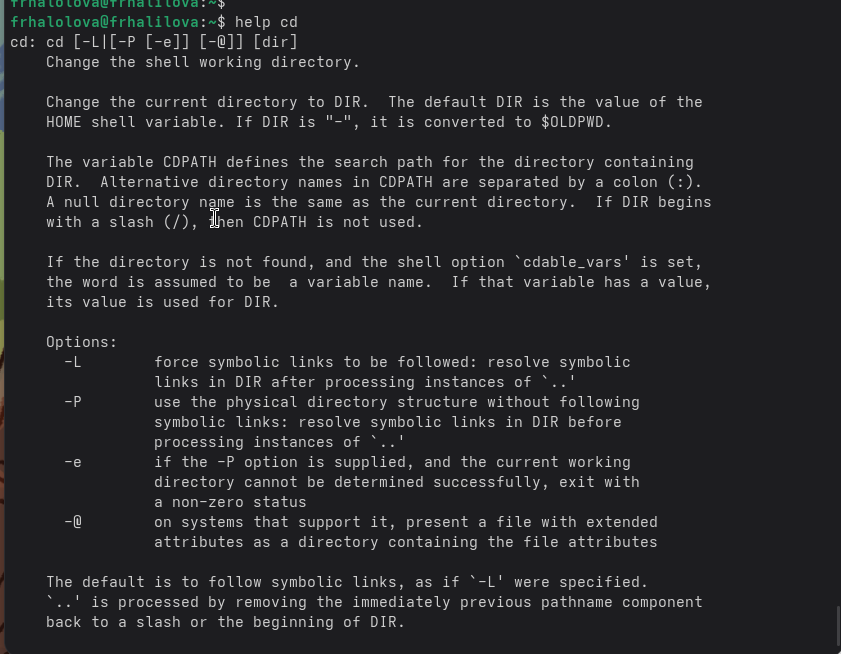 frhalolova@frhalilova:~$
frhalolova@frhalilova:~$ help cd
cd: cd [-L|[-P [-e]] [-@]] [dir]
    Change the shell working directory.

    Change the current directory to DIR.  The default DIR is the value of the
    HOME shell variable. If DIR is "-", it is converted to $OLDPWD.

    The variable CDPATH defines the search path for the directory containing
    DIR.  Alternative directory names in CDPATH are separated by a colon (:).
    A null directory name is the same as the current directory.  If DIR begins
    with a slash (/), then CDPATH is not used.

    If the directory is not found, and the shell option `cdable_vars' is set,
    the word is assumed to be  a variable name.  If that variable has a value,
    its value is used for DIR.

    Options:
      -L        force symbolic links to be followed: resolve symbolic
                links in DIR after processing instances of `..'
      -P        use the physical directory structure without following
                symbolic links: resolve symbolic links in DIR before
                processing instances of `..'
      -e        if the -P option is supplied, and the current working
                directory cannot be determined successfully, exit with
                a non-zero status
      -@        on systems that support it, present a file with extended
                attributes as a directory containing the file attributes

    The default is to follow symbolic links, as if `-L' were specified.
    `..' is processed by removing the immediately previous pathname component
    back to a slash or the beginning of DIR.